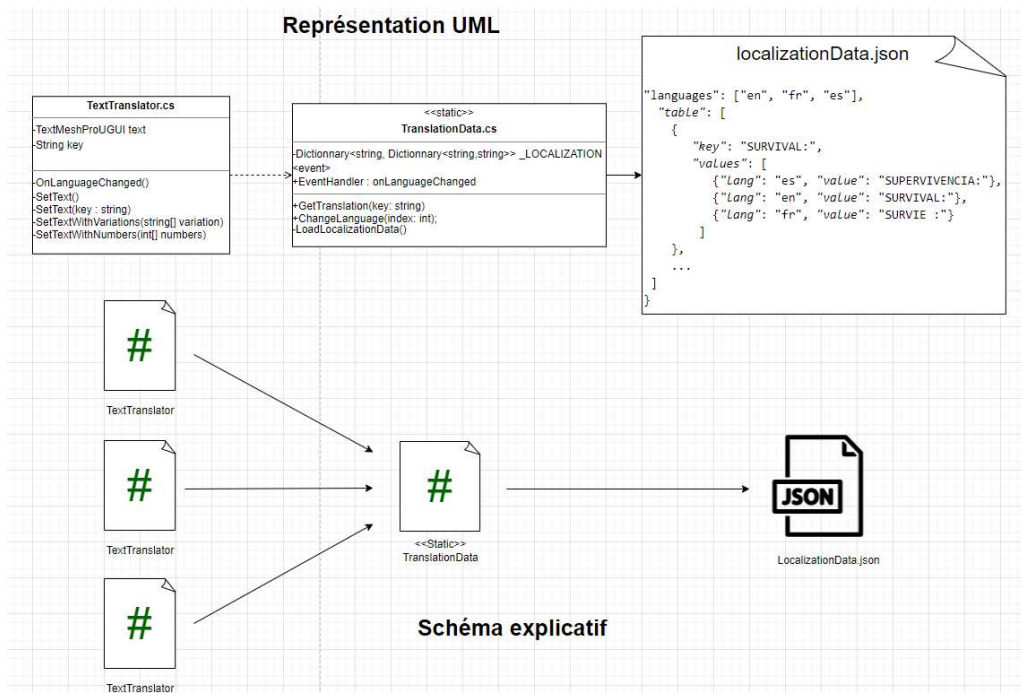 Représentation UML
TextTranslator.cs
-TextMeshProUGUI text
-String key
-OnLanguageChanged()
-SetText()
-SetText(key : string)
-SetTextWithVariations(string[] variation)
-SetTextWithNumbers(int[] numbers)
<<static>>
TranslationData.cs
-Dictionnary<string, Dictionnary<string,string>> _LOCALIZATION
<event>
+EventHandler : onLanguageChanged
+GetTranslation(key: string)
+ChangeLanguage(index: int);
-LoadLocalizationData()
localizationData.json
"languages": ["en", "fr", "es"],
"table": [
{
"key": "SURVIVAL:",
"values": [
{"lang": "es", "value": "SUPERVIVENCIA:"},
{"lang": "en", "value": "SURVIVAL:"},
{"lang": "fr", "value": "SURVIE :"}
]
},
...
]
}
#
TextTranslator
#
TextTranslator
#
TextTranslator
#
<<Static>>
TranslationData
JSON
LocalizationData.json
Schéma explicatif